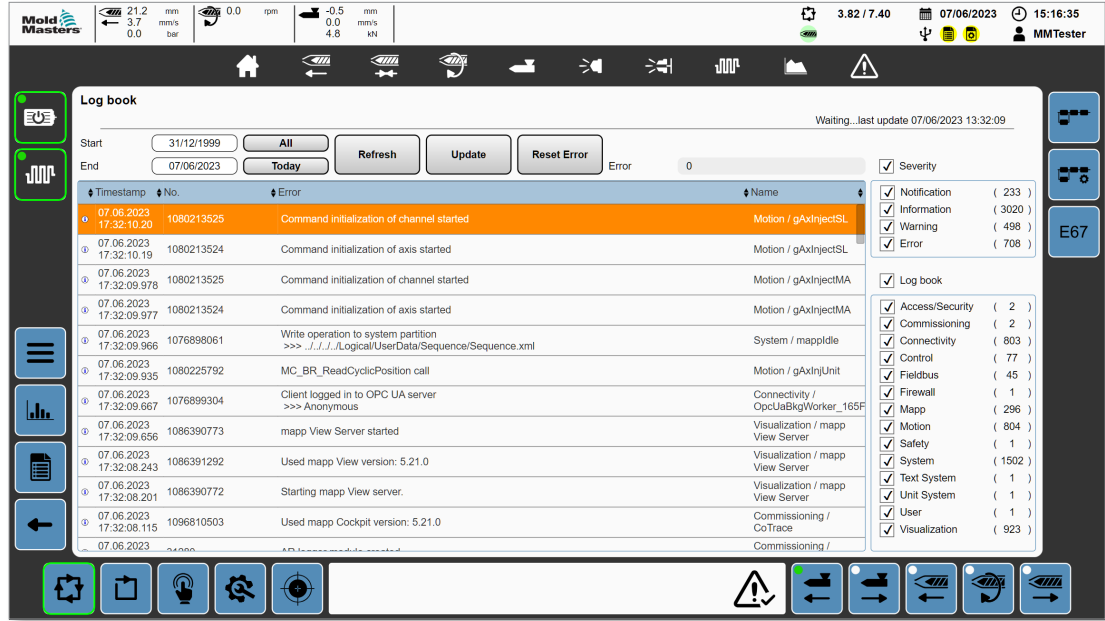 Mold
Masters
21.2 mm
3.7 mm/s
0.0 bar
0.0 rpm
-0.5 mm
0.0 mm/s
4.8 kN
3.82 / 7.40
07/06/2023
15:16:35
MMTester
Log book
Waiting...last update 07/06/2023 13:32:09
Start 31/12/1999 All
End 07/06/2023 Today
Refresh Update Reset Error
Error 0
Timestamp No. Error Name
07.06.2023
17:32:10.20 1080213525 Command initialization of channel started Motion / gAxInjectSL
07.06.2023
17:32:10.19 1080213524 Command initialization of axis started Motion / gAxInjectSL
07.06.2023
17:32:09.978 1080213525 Command initialization of channel started Motion / gAxInjectMA
07.06.2023
17:32:09.977 1080213524 Command initialization of axis started Motion / gAxInjectMA
07.06.2023 Write operation to system partition
17:32:09.966 1076898061 >>> ../../../../Logical/UserData/Sequence/Sequence.xml System / mappIdle
07.06.2023
17:32:09.935 1080225792 MC_BR_ReadCyclicPosition call Motion / gAxInjUnit
07.06.2023 Client logged in to OPC UA server Connectivity /
17:32:09.667 1076899304 >>> Anonymous OpcUaBkgWorker_165F
07.06.2023 Visualization / mapp
17:32:09.656 1086390773 mapp View Server started View Server
07.06.2023 Visualization / mapp
17:32:08.243 1086391292 Used mapp View version: 5.21.0 View Server
07.06.2023 Visualization / mapp
17:32:08.201 1086390772 Starting mapp View server. View Server
07.06.2023 Commissioning /
17:32:08.115 1096810503 Used mapp Cockpit version: 5.21.0 CoTrace
07.06.2023 Commissioning /
Severity
Notification ( 233 )
Information ( 3020 )
Warning ( 498 )
Error ( 708 )
Log book
Access/Security ( 2 )
Commissioning ( 2 )
Connectivity ( 803 )
Control ( 77 )
Fieldbus ( 45 )
Firewall ( 1 )
Mapp ( 296 )
Motion ( 804 )
Safety ( 1 )
System ( 1502 )
Text System ( 1 )
Unit System ( 1 )
User ( 1 )
Visualization ( 923 )
E67